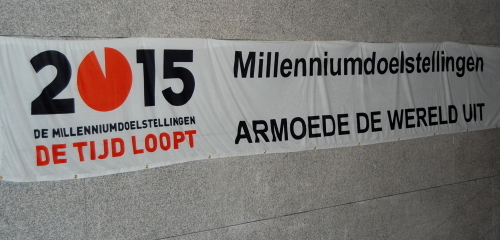 2015
DE MILLENNIUMDOELSTELLINGEN
DE TIJD LOOPT
Millenniumdoelstellingen
ARMOEDE DE WERELD UIT